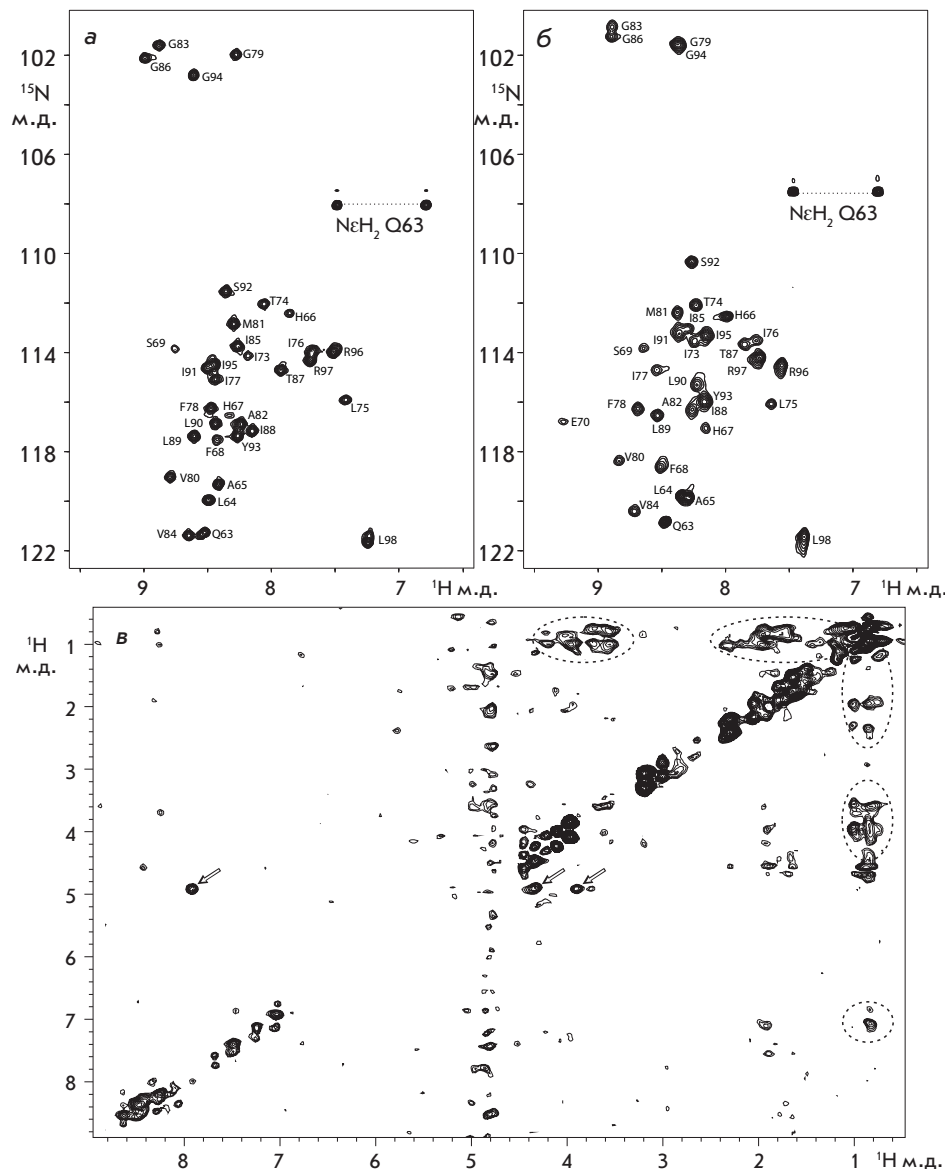 а
102
106
110
114
118
122
¹⁵N
м.д.
G83
G86
G79
G94
NεH₂ Q63
S92
T74
M81
H66
S69
I85
I76
I73
I91
I95
R96
R97
I77
T87
L75
F78
H67
A82
L90
I88
L89
F68
Y93
V80
A65
L64
V84
Q63
L98
9
8
7
¹H м.д.
б
102
106
110
114
118
122
¹⁵N
м.д.
G83
G86
G79
G94
NεH₂ Q63
S92
T74
M81
H66
I85
I91
I95
I76
S69
I73
T87
R97
R96
I77
L90
Y93
F78
A82
I88
L75
L89
E70
H67
V80
F68
L64
A65
V84
Q63
L98
9
8
7
¹H м.д.
в
¹H
м.д.
1
2
3
4
5
6
7
8
8
7
6
5
4
3
2
1
¹H м.д.